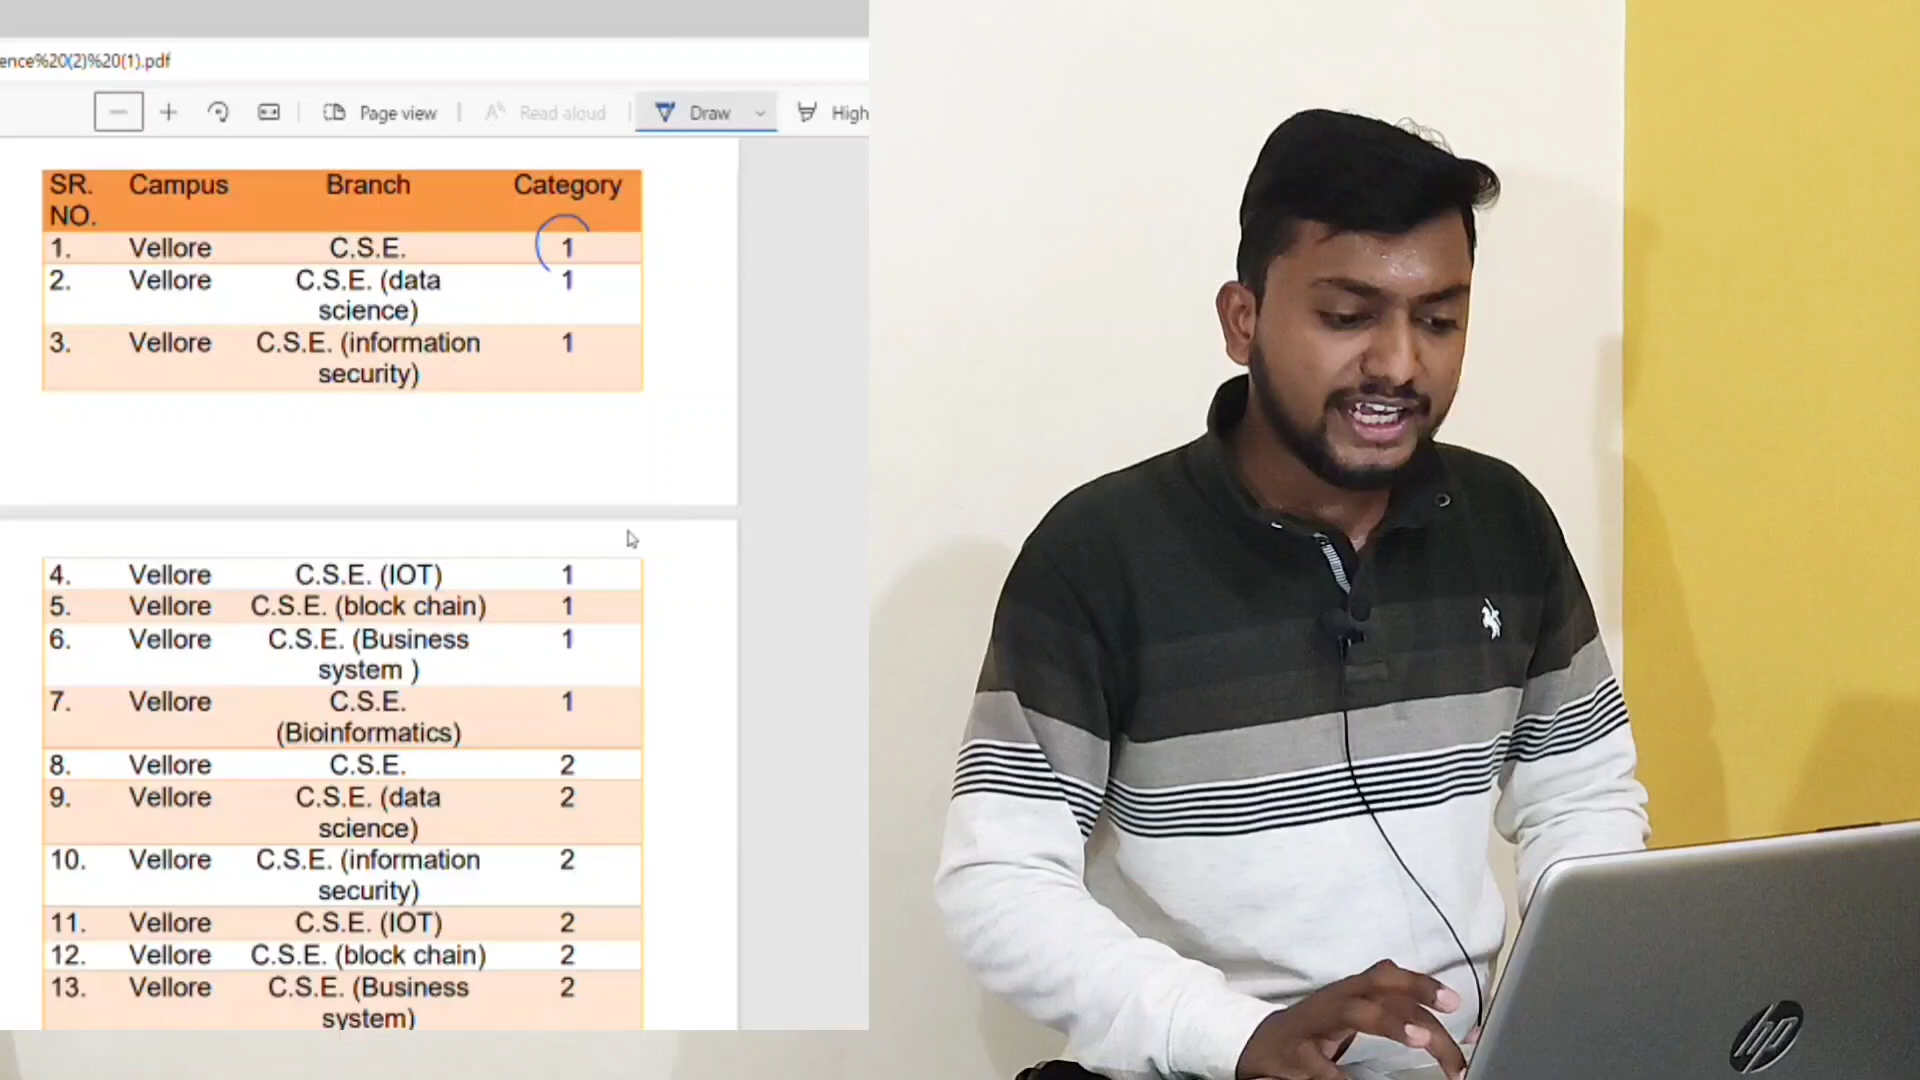 ence%20(2)%20(1).pdf
Page view
Read aloud
Draw
High
SR. NO. Campus Branch Category
1. Vellore C.S.E. 1
2. Vellore C.S.E. (data
science) 1
3. Vellore C.S.E. (information
security) 1
4. Vellore C.S.E. (IOT) 1
5. Vellore C.S.E. (block chain) 1
6. Vellore C.S.E. (Business
system ) 1
7. Vellore C.S.E.
(Bioinformatics) 1
8. Vellore C.S.E. 2
9. Vellore C.S.E. (data
science) 2
10. Vellore C.S.E. (information
security) 2
11. Vellore C.S.E. (IOT) 2
12. Vellore C.S.E. (block chain) 2
13. Vellore C.S.E. (Business
system) 2
hp